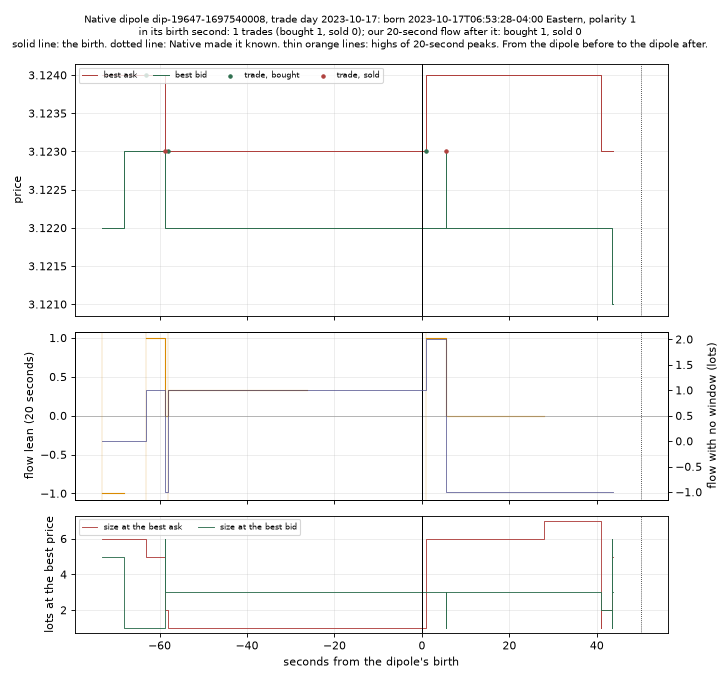 Native dipole dip-19647-1697540008, trade day 2023-10-17: born 2023-10-17T06:53:28-04:00 Eastern, polarity 1
in its birth second: 1 trades (bought 1, sold 0); our 20-second flow after it: bought 1, sold 0
solid line: the birth. dotted line: Native made it known. thin orange lines: highs of 20-second peaks. From the dipole before to the dipole after.
best ask
best bid
trade, bought
trade, sold
3.1240
3.1235
3.1230
3.1225
3.1220
3.1215
3.1210
price
1.0
0.5
0.0
−0.5
−1.0
flow lean (20 seconds)
2.0
1.5
1.0
0.5
0.0
−0.5
−1.0
flow with no window (lots)
size at the best ask
size at the best bid
6
4
2
lots at the best price
−60
−40
−20
0
20
40
seconds from the dipole's birth